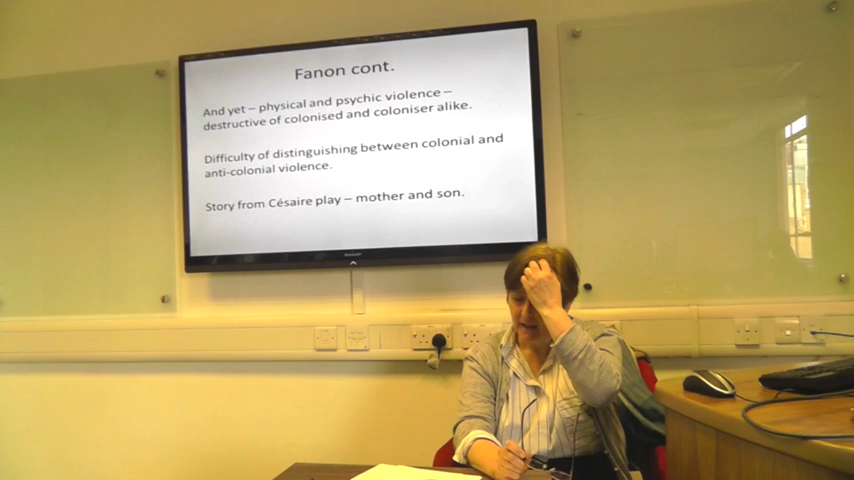 Fanon cont.
And yet – physical and psychic violence –
destructive of colonised and coloniser alike.
Difficulty of distinguishing between colonial and
anti-colonial violence.
Story from Césaire play – mother and son.